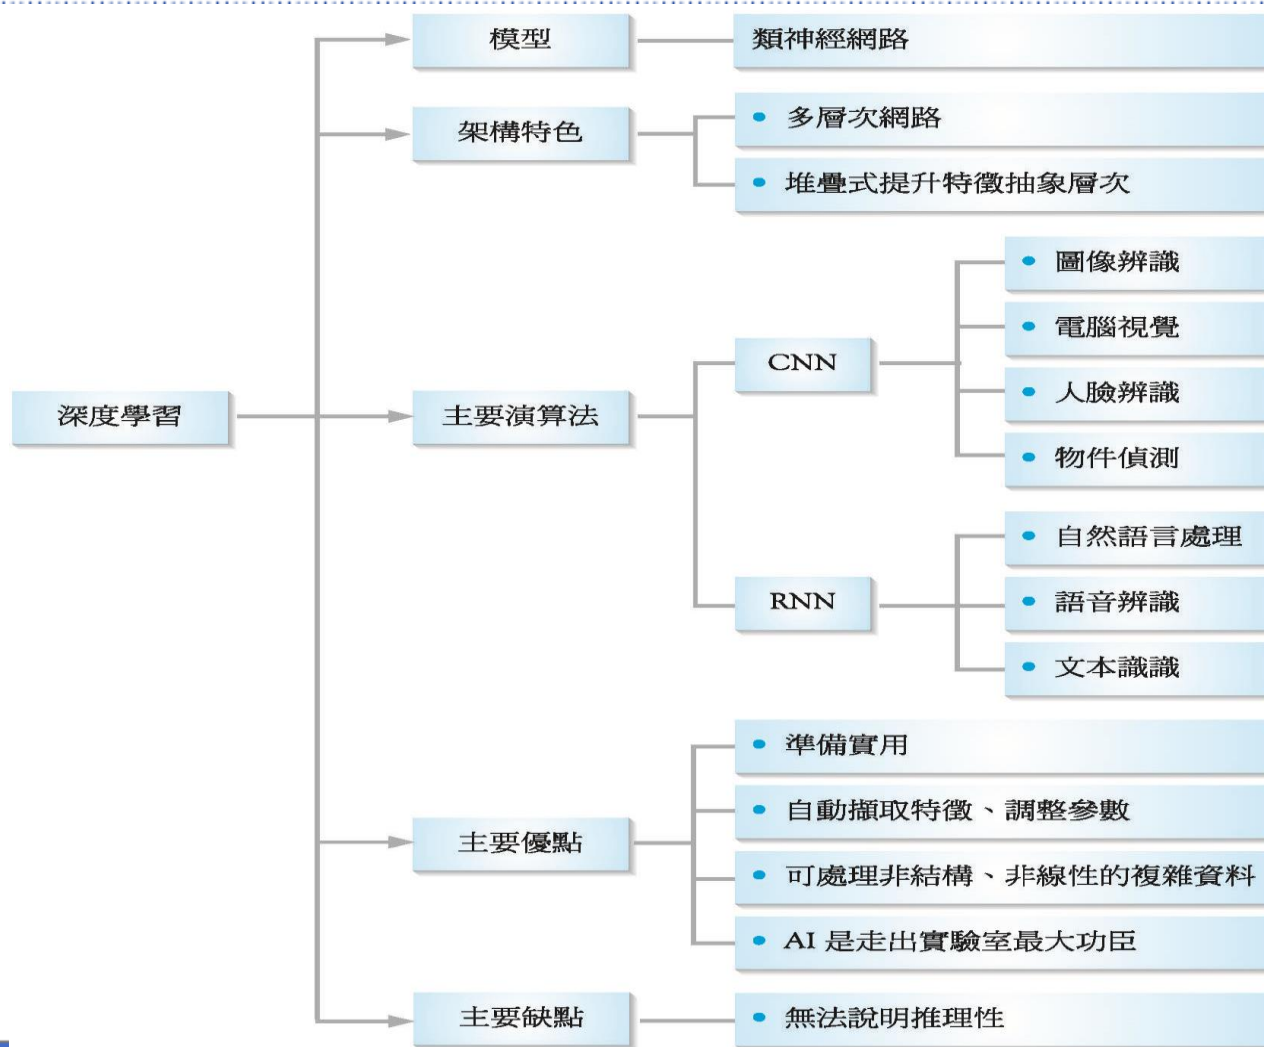 模型
類神經網路
架構特色
• 多層次網路
• 堆疊式提升特徵抽象層次
深度學習
主要演算法
CNN
• 圖像辨識
• 電腦視覺
• 人臉辨識
• 物件偵測
RNN
• 自然語言處理
• 語音辨識
• 文本識識
主要優點
• 準備實用
• 自動擷取特徵、調整參數
• 可處理非結構、非線性的複雜資料
• AI 是走出實驗室最大功臣
主要缺點
• 無法說明推理性